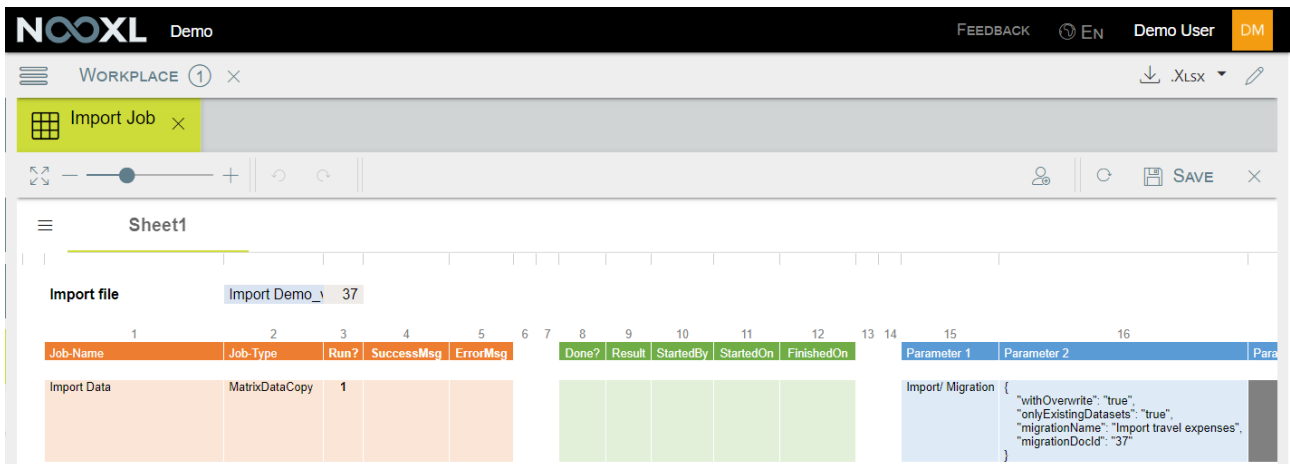 NOOXL Demo FEEDBACK EN Demo User DM
WORKPLACE 1 .XLSX
Import Job
SAVE
Sheet1
Import file Import Demo_ 37
1 2 3 4 5 6 7 8 9 10 11 12 13 14 15 16
Job-Name Job-Type Run? SuccessMsg ErrorMsg Done? Result StartedBy StartedOn FinishedOn Parameter 1 Parameter 2 Para
Import Data MatrixDataCopy 1 Import/ Migration {
"withOverwrite": "true",
"onlyExistingDatasets": "true",
"migrationName": "Import travel expenses",
"migrationDocId": "37"
}